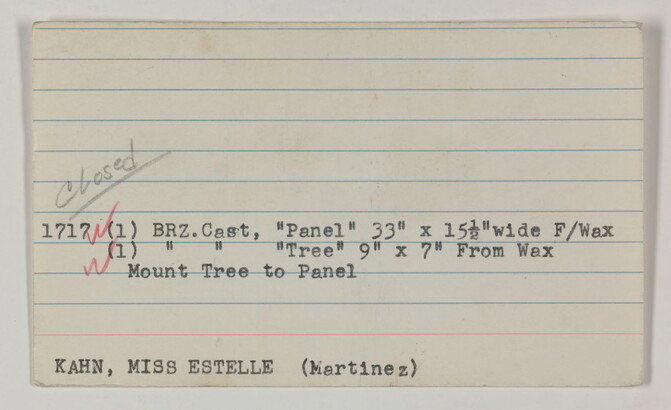 Closed
1717 (1) BRZ.Cast, "Panel" 33" x 15½"wide F/Wax
(1) " " "Tree" 9" x 7" From Wax
Mount Tree to Panel
KAHN, MISS ESTELLE (Martinez)